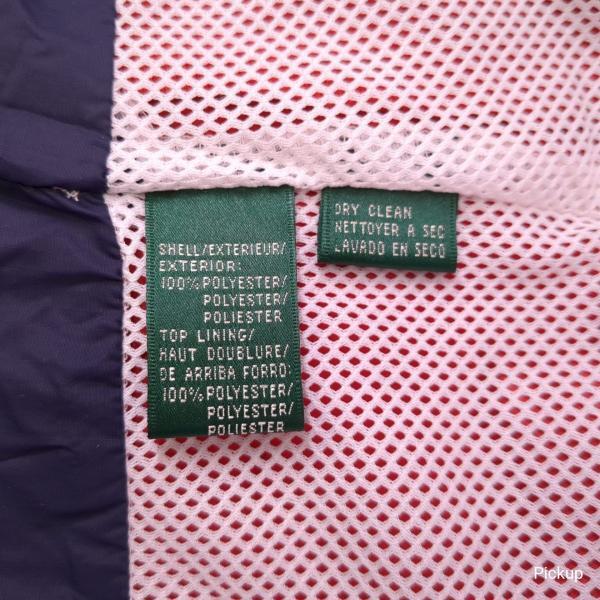 SHELL/EXTERIEUR/
EXTERIOR:
100% POLYESTER/
POLYESTER/
POLIESTER
TOP LINING/
HAUT DOUBLURE/
DE ARRIBA FORRO:
100% POLYESTER/
POLYESTER/
POLIESTER
DRY CLEAN
NETTOYER A SEC
LAVADO EN SECO
Pickup